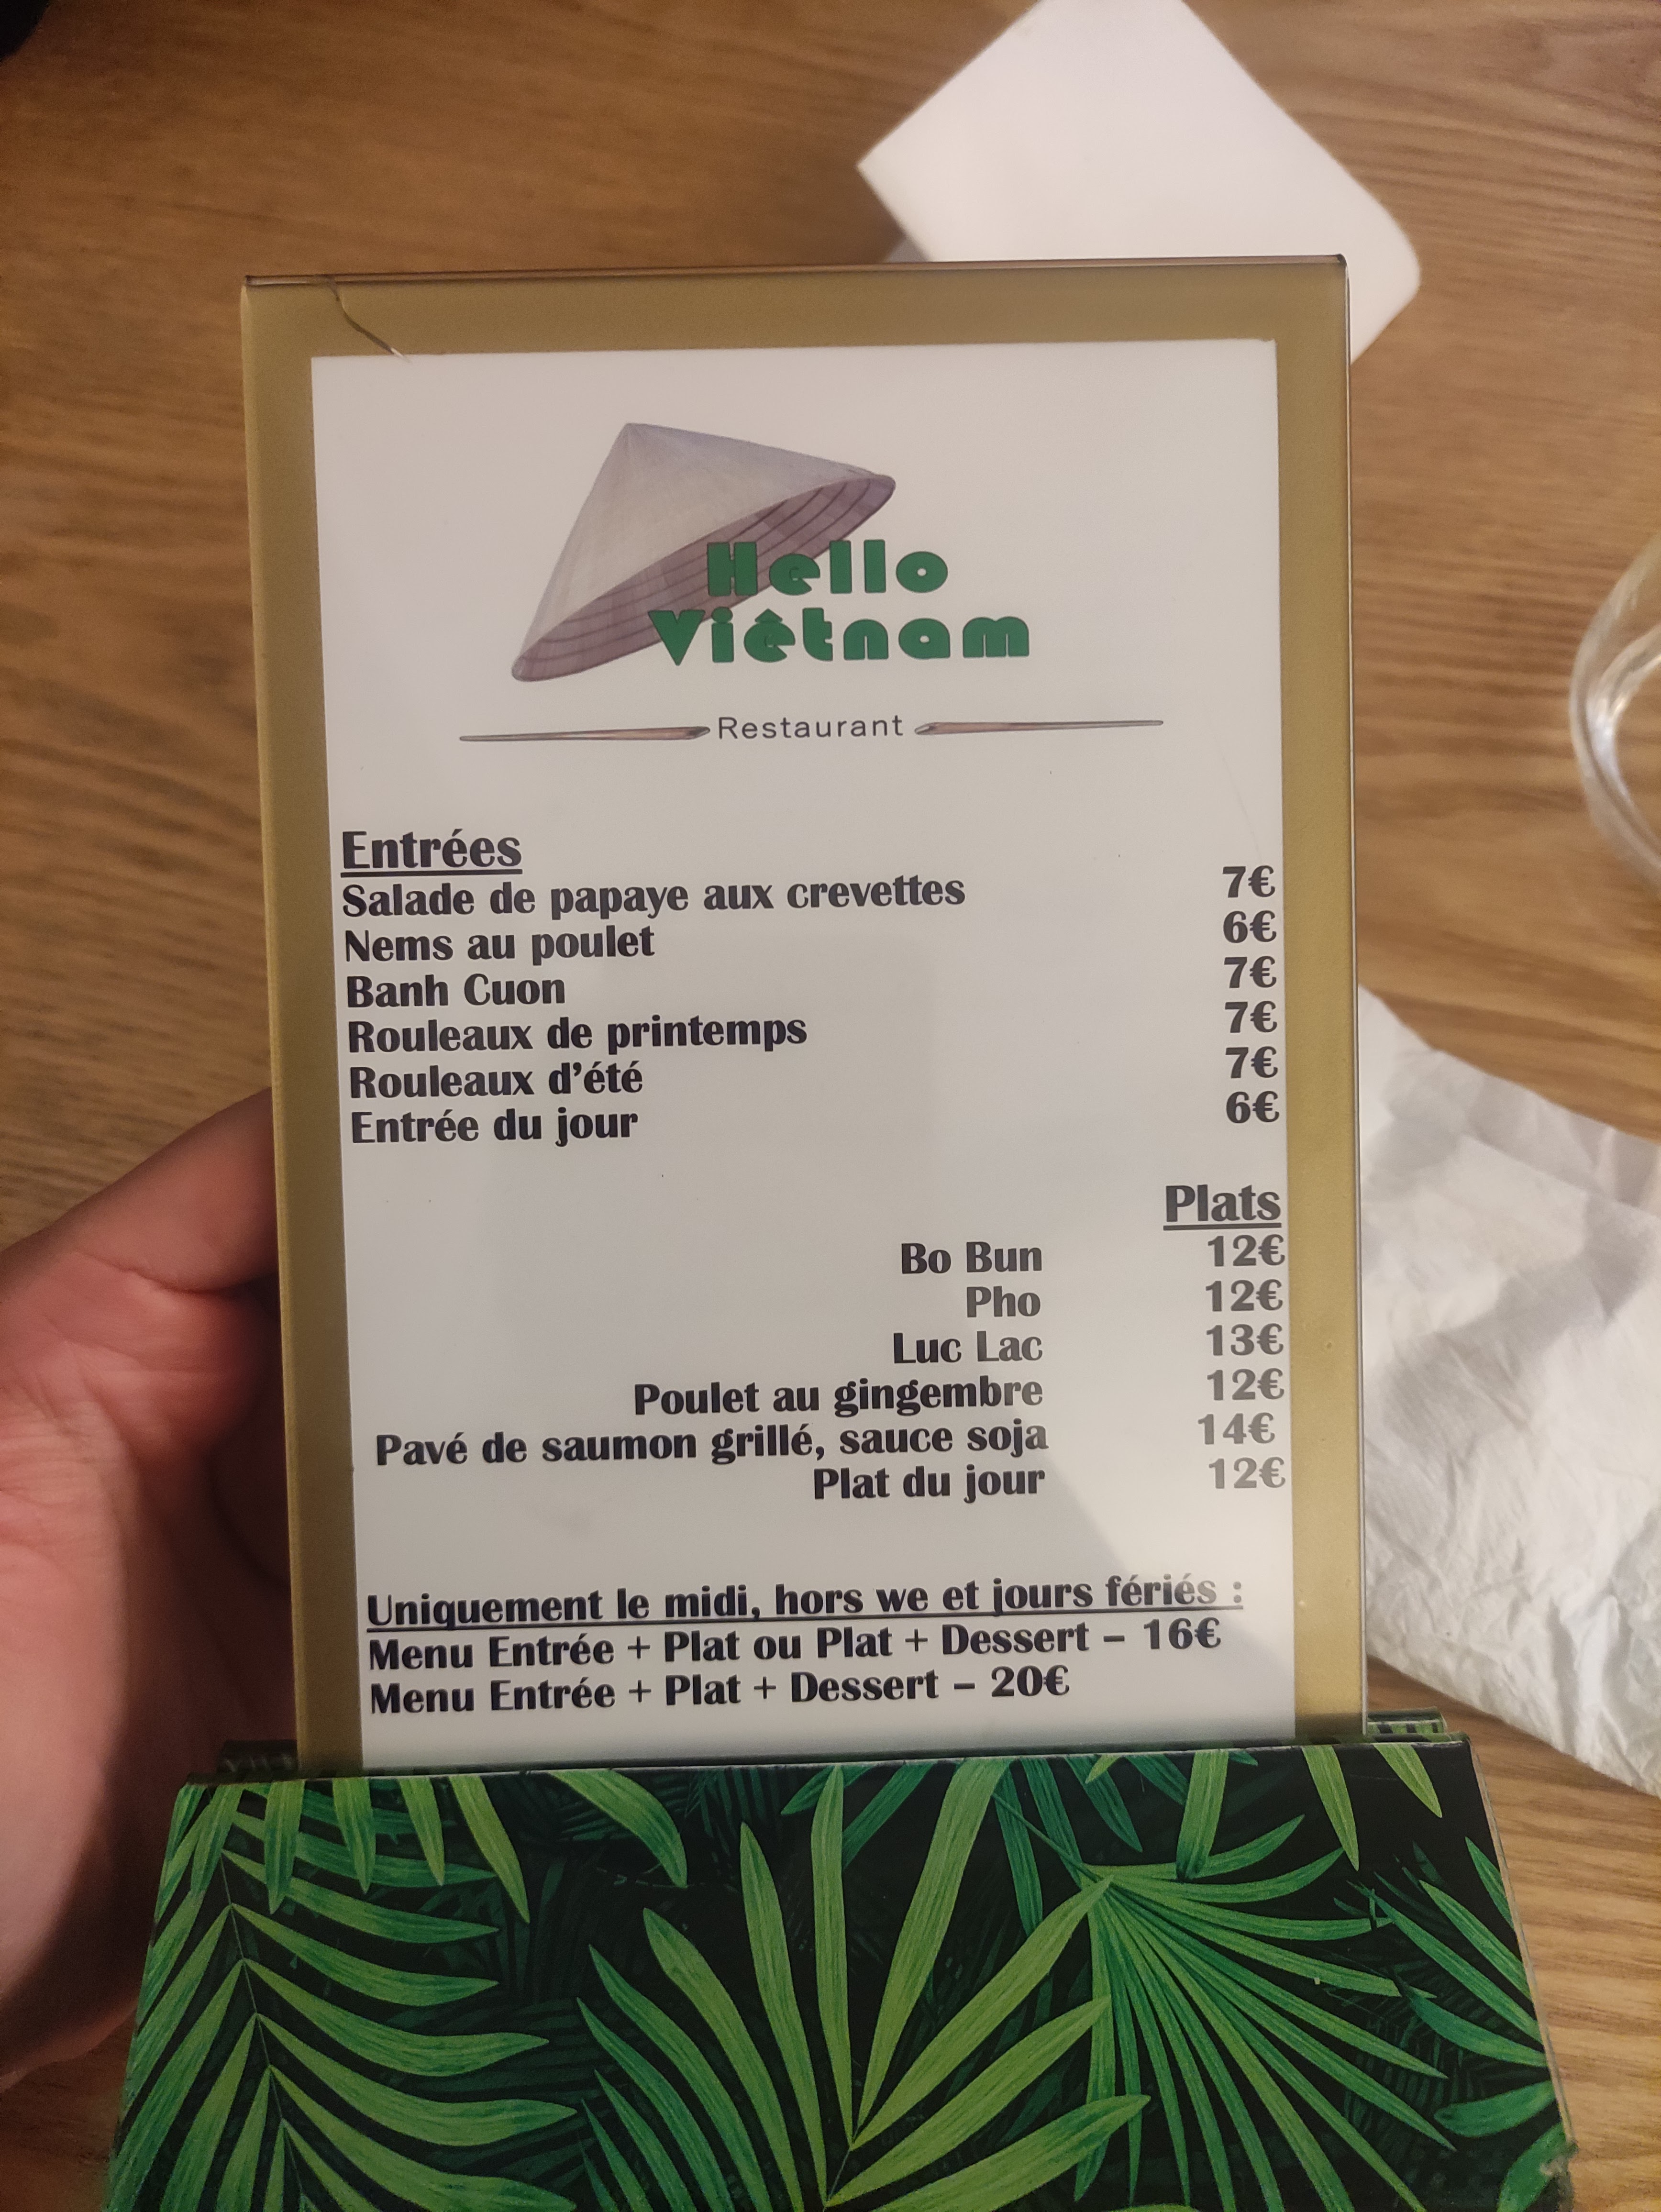 Hello
Viêtnam
Restaurant
Entrées
Salade de papaye aux crevettes 7€
Nems au poulet 6€
Banh Cuon 7€
Rouleaux de printemps 7€
Rouleaux d’été 7€
Entrée du jour 6€
Plats
Bo Bun 12€
Pho 12€
Luc Lac 13€
Poulet au gingembre 12€
Pavé de saumon grillé, sauce soja 14€
Plat du jour 12€
Uniquement le midi, hors we et jours fériés :
Menu Entrée + Plat ou Plat + Dessert – 16€
Menu Entrée + Plat + Dessert – 20€